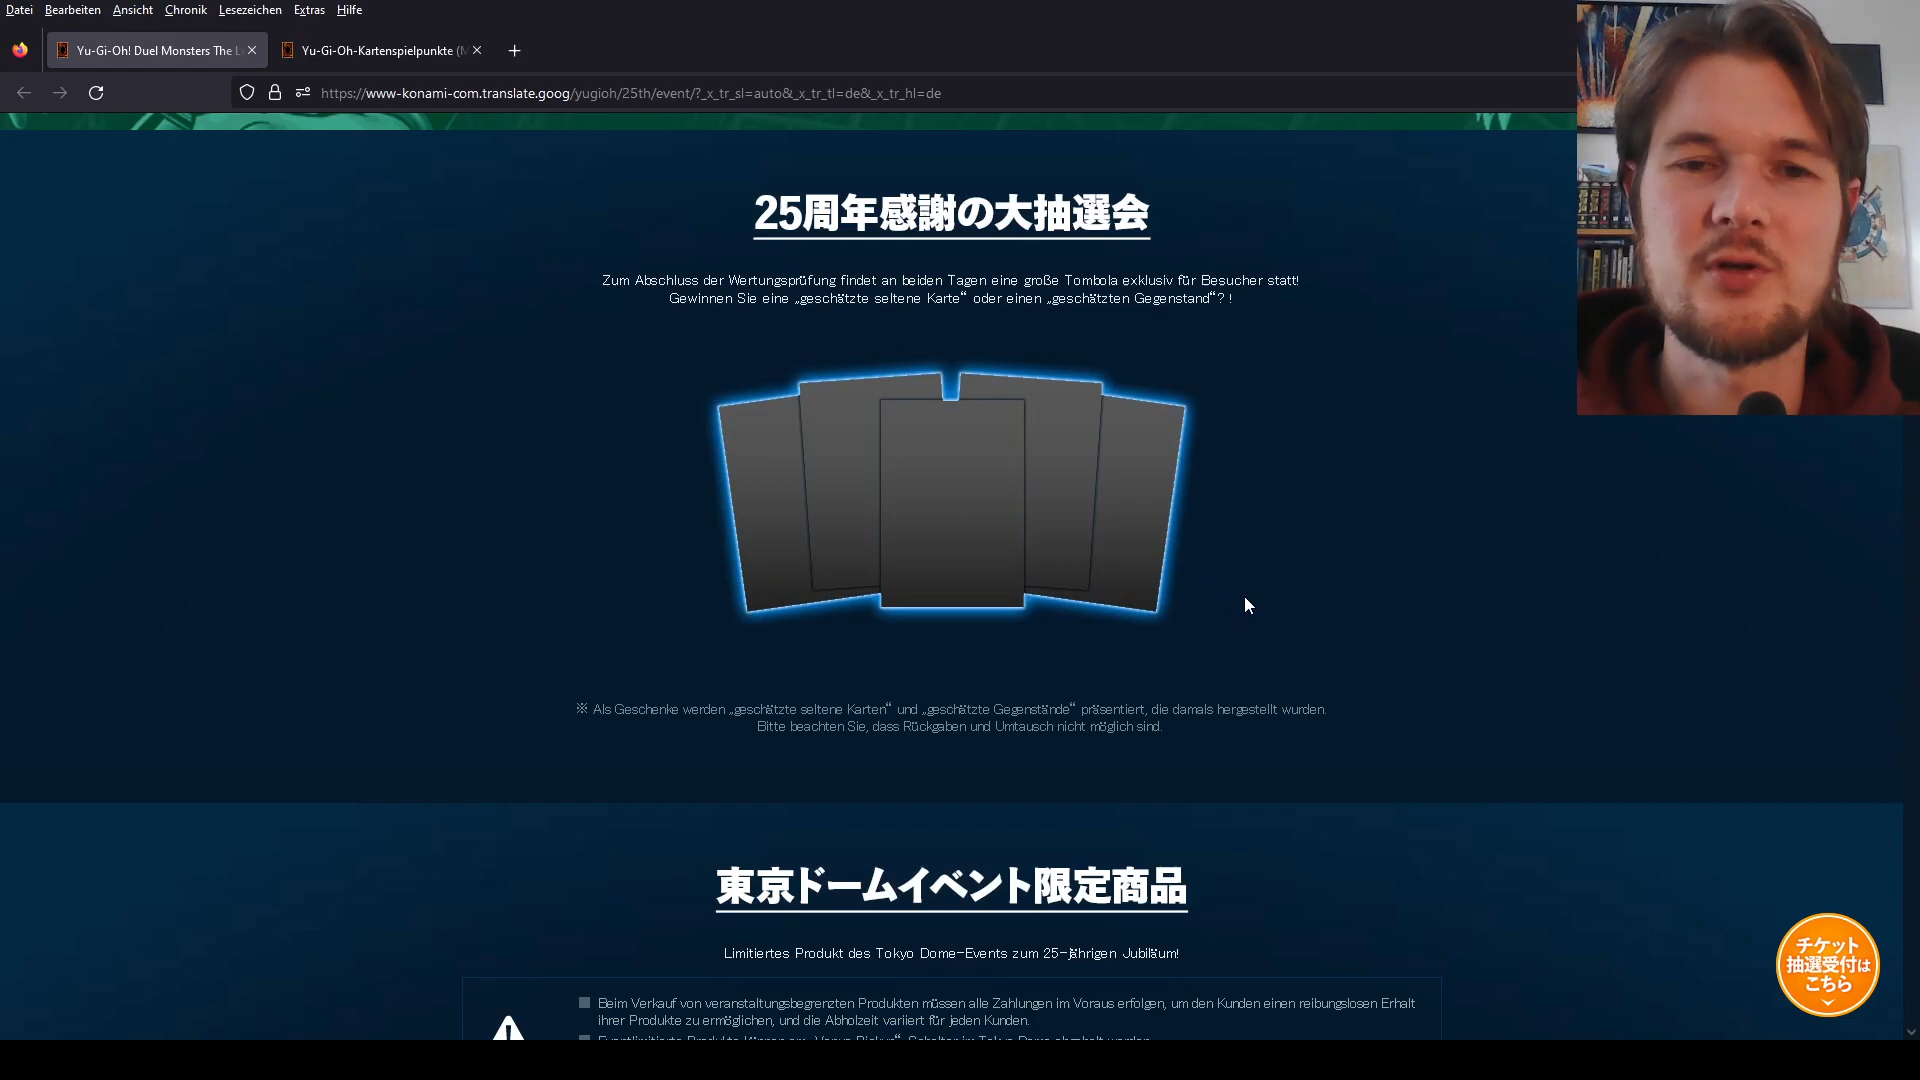 Datei Bearbeiten Ansicht Chronik Lesezeichen Extras Hilfe
Yu-Gi-Oh! Duel Monsters The
Yu-Gi-Oh-Kartenspielpunkte (
https://www-konami-com.translate.goog/yugioh/25th/event/?_x_tr_sl=auto&_x_tr_tl=de&_x_tr_hl=de
25周年感謝の大抽選会
Zum Abschluss der Wertungsprüfung findet an beiden Tagen eine große Tombola exklusiv für Besucher statt!
Gewinnen Sie eine „geschätzte seltene Karte“ oder einen „geschätzten Gegenstand“? !
※ Als Geschenke werden „geschätzte seltene Karten“ und „geschätzte Gegenstände“ präsentiert, die damals hergestellt wurden.
Bitte beachten Sie, dass Rückgaben und Umtausch nicht möglich sind.
東京ドームイベント限定商品
Limitiertes Produkt des Tokyo Dome-Events zum 25-jährigen Jubiläum!
Beim Verkauf von veranstaltungsbegrenzten Produkten müssen alle Zahlungen im Voraus erfolgen, um den Kunden einen reibungslosen Erhalt
ihrer Produkte zu ermöglichen, und die Abholzeit variiert für jeden Kunden.
チケット
抽選受付は
こちら